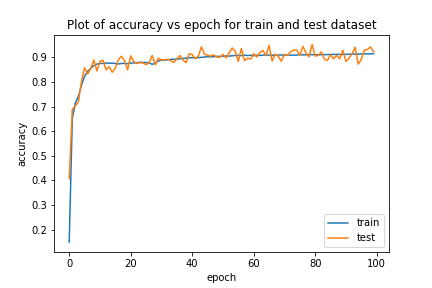 Plot of accuracy vs epoch for train and test dataset
accuracy
0.9
0.8
0.7
0.6
0.5
0.4
0.3
0.2
0 20 40 60 80 100
epoch
train
test